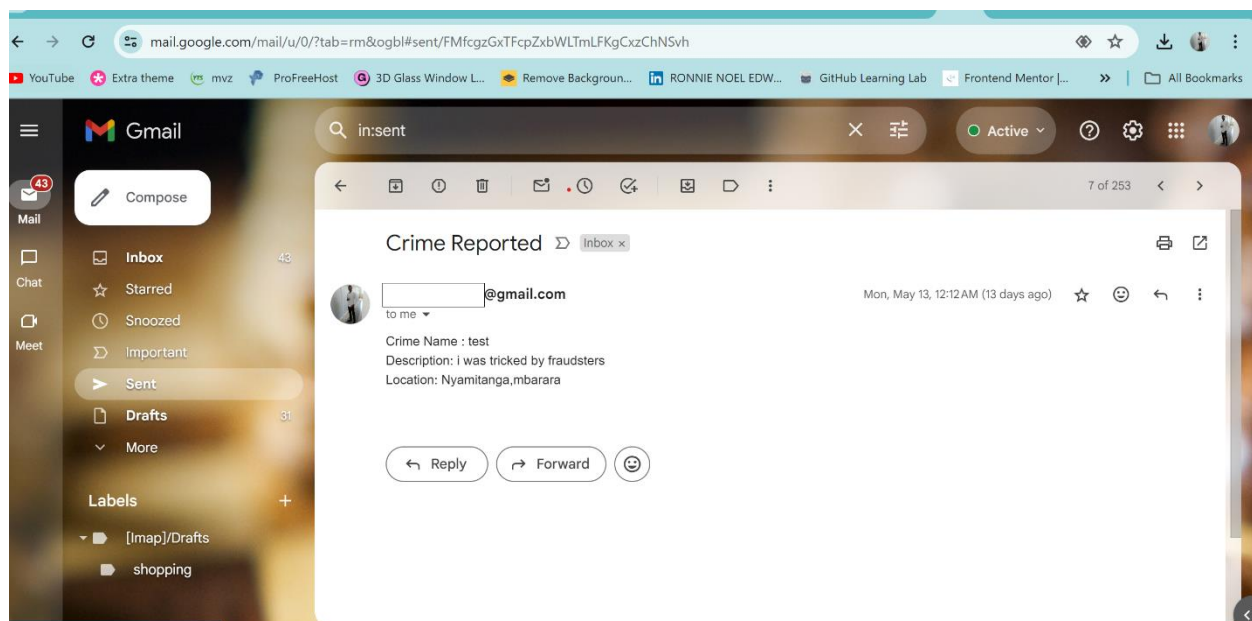 mail.google.com/mail/u/0/?tab=rm&ogbl#sent/FMfcgzGxTFcpZxbWLTmLFKgCxzChNSvh
YouTube Extra theme mvz ProFreeHost 3D Glass Window L... Remove Backgroun... RONNIE NOEL EDW... GitHub Learning Lab Frontend Mentor |... » All Bookmarks
Gmail in:sent Active
43
Mail
Compose
7 of 253
Crime Reported Inbox ×
Inbox 43
Chat
Starred
@gmail.com Mon, May 13, 12:12 AM (13 days ago)
to me
Snoozed
Meet
Crime Name : test
Important
Description: i was tricked by fraudsters
Sent
Location: Nyamitanga,mbarara
Drafts 31
More
Reply Forward
Labels +
[Imap]/Drafts
shopping